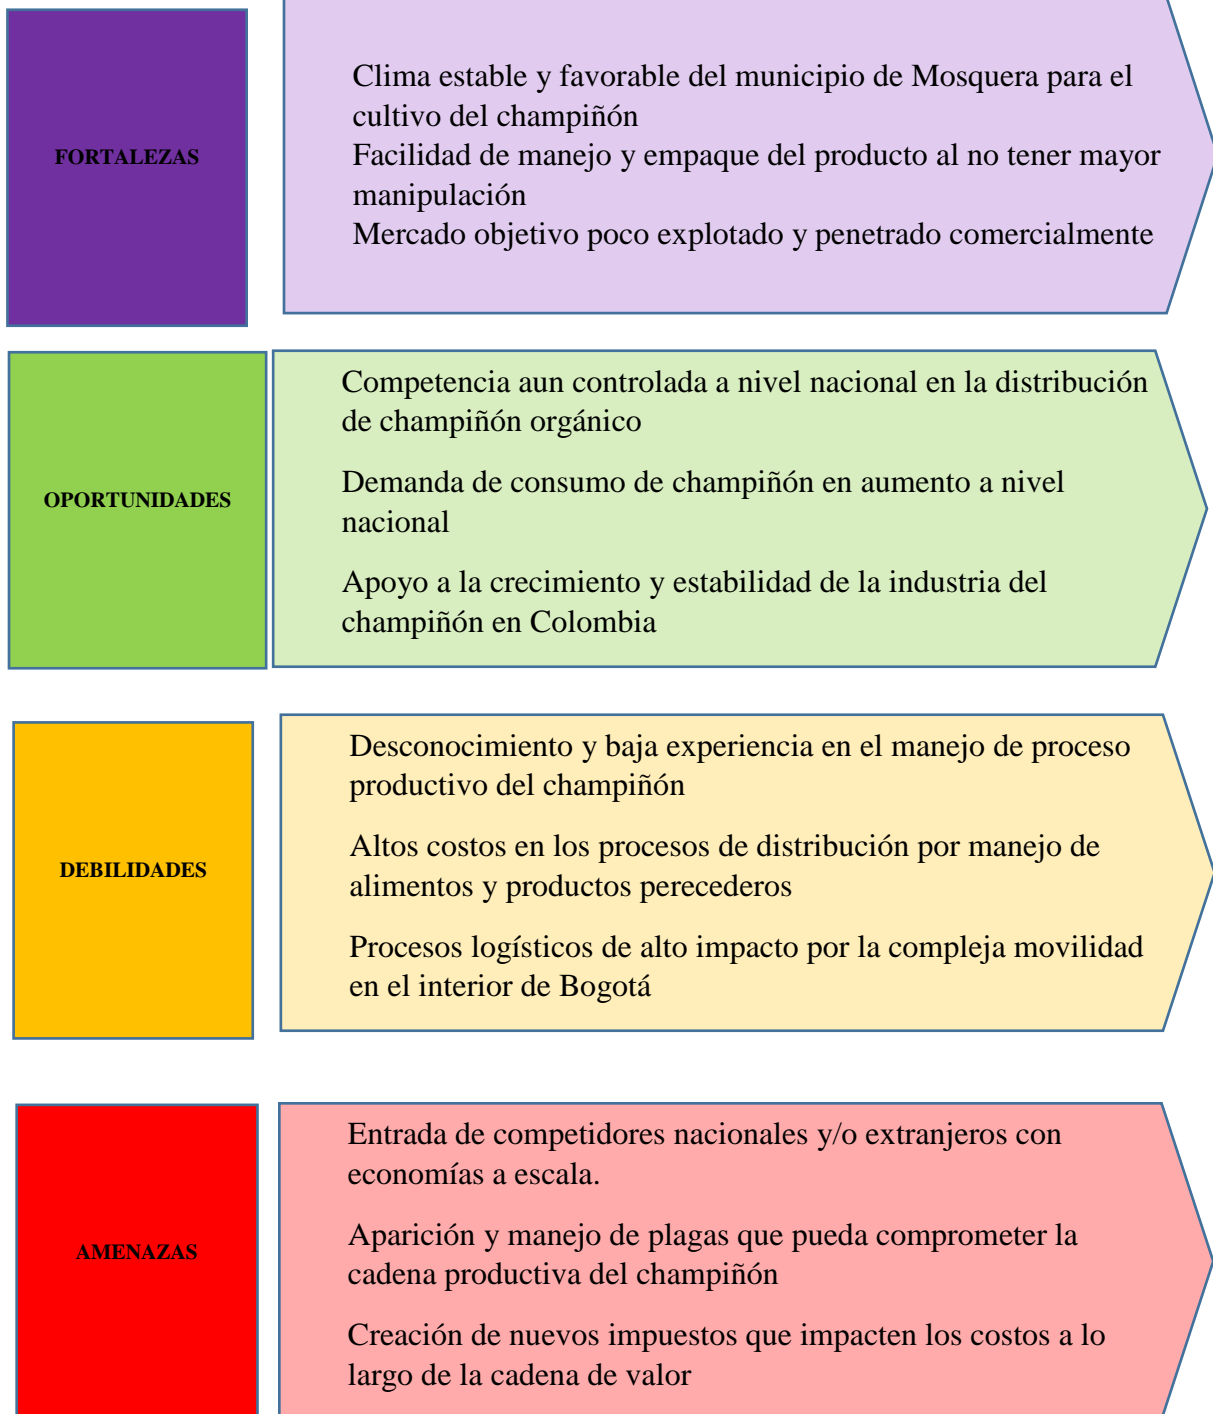 FORTALEZAS
Clima estable y favorable del municipio de Mosquera para el
cultivo del champiñón
Facilidad de manejo y empaque del producto al no tener mayor
manipulación
Mercado objetivo poco explotado y penetrado comercialmente
OPORTUNIDADES
Competencia aun controlada a nivel nacional en la distribución
de champiñón orgánico
Demanda de consumo de champiñón en aumento a nivel
nacional
Apoyo a la crecimiento y estabilidad de la industria del
champiñón en Colombia
DEBILIDADES
Desconocimiento y baja experiencia en el manejo de proceso
productivo del champiñón
Altos costos en los procesos de distribución por manejo de
alimentos y productos perecederos
Procesos logísticos de alto impacto por la compleja movilidad
en el interior de Bogotá
AMENAZAS
Entrada de competidores nacionales y/o extranjeros con
economías a escala.
Aparición y manejo de plagas que pueda comprometer la
cadena productiva del champiñón
Creación de nuevos impuestos que impacten los costos a lo
largo de la cadena de valor